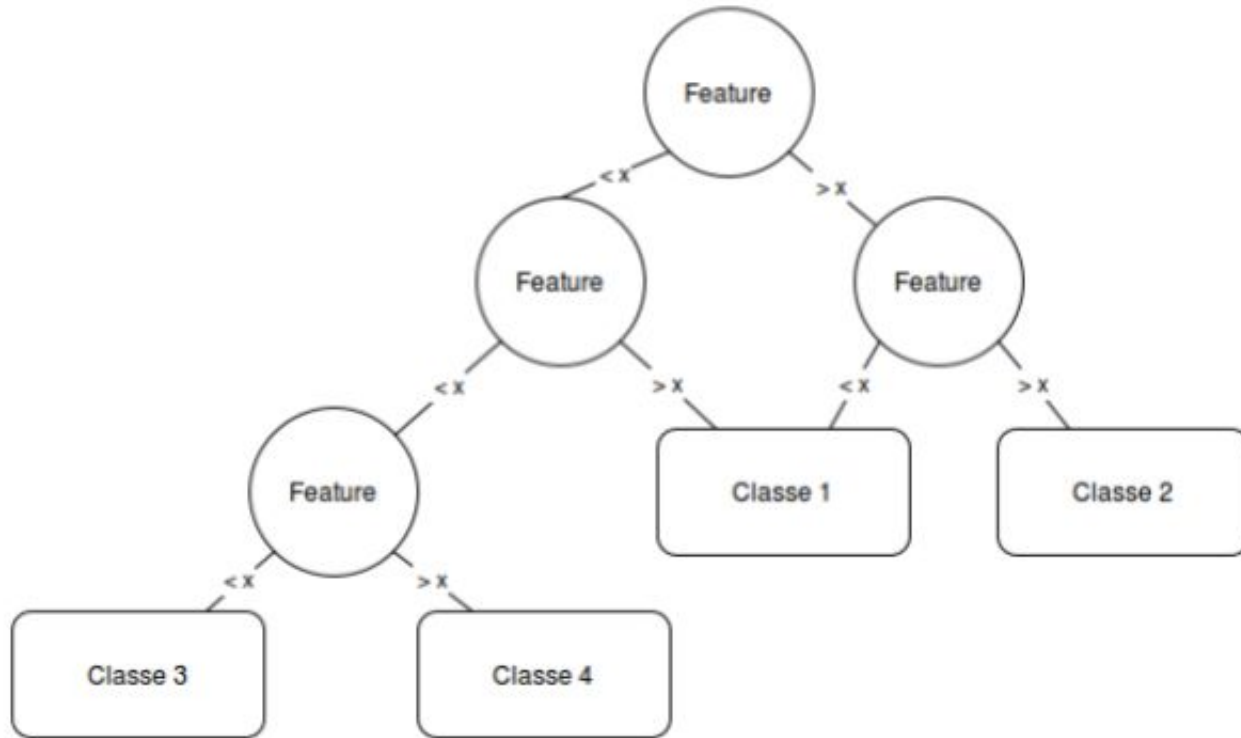 Feature
< x
> x
Feature
Feature
< x
> x
< x
> x
Feature
Classe 1
Classe 2
< x
> x
Classe 3
Classe 4